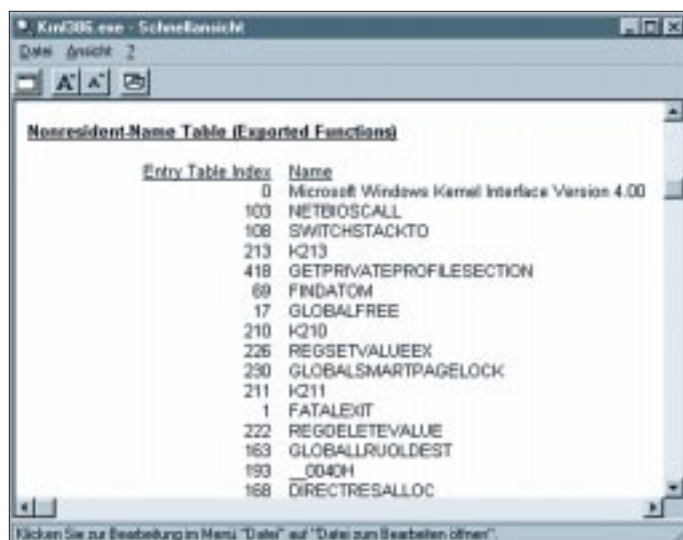 Krnl386.exe - Schnellansicht
Datei Ansicht ?
Nonresident-Name Table (Exported Functions)
Entry Table Index Name
0 Microsoft Windows Kernel Interface Version 4.00
103 NETBIOSCALL
108 SWITCHSTACKTO
213 K213
418 GETPRIVATEPROFILESECTION
69 FINDATOM
17 GLOBALFREE
210 K210
226 REGSETVALUEEX
230 GLOBALSMARTPAGELOCK
211 K211
1 FATALEXIT
222 REGDELETEVALUE
163 GLOBALLRUOLDEST
193 __0040H
168 DIRECTRESALLOC
Klicken Sie zur Bearbeitung im Menü "Datei" auf "Datei zum Bearbeiten öffnen".